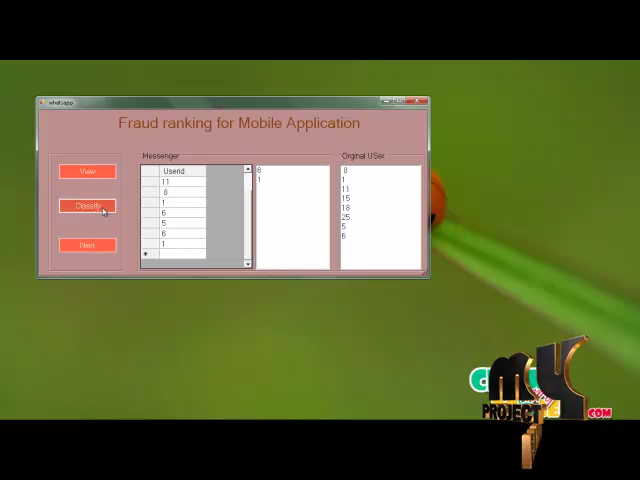 whatsapp
Fraud ranking for Mobile Application
Messenger
Orginal USer
View
Classify
Next
Userid
11
8
1
6
5
6
1
6
1
8
1
11
15
18
25
5
6
MY
PROJECT
.COM